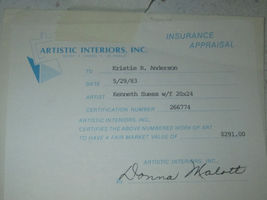 INSURANCE
APPRAISAL
ARTISTIC INTERIORS, INC.
TO Kristie R. Anderson
DATE 5/29/83
ARTIST Kenneth Suess w/f 20x24
CERTIFICATION NUMBER 266774
ARTISTIC INTERIORS, INC.
CERTIFIES THE ABOVE NUMBERED WORK OF ART
TO HAVE A FAIR MARKET VALUE OF $291.00
ARTISTIC INTERIORS, INC.
BY Donna Malott